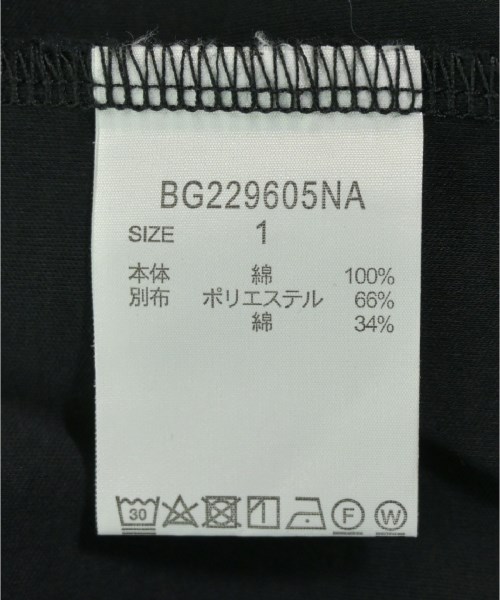 BG229605NA
SIZE 1
本体 綿 100%
別布 ポリエステル 66%
綿 34%
30 F W